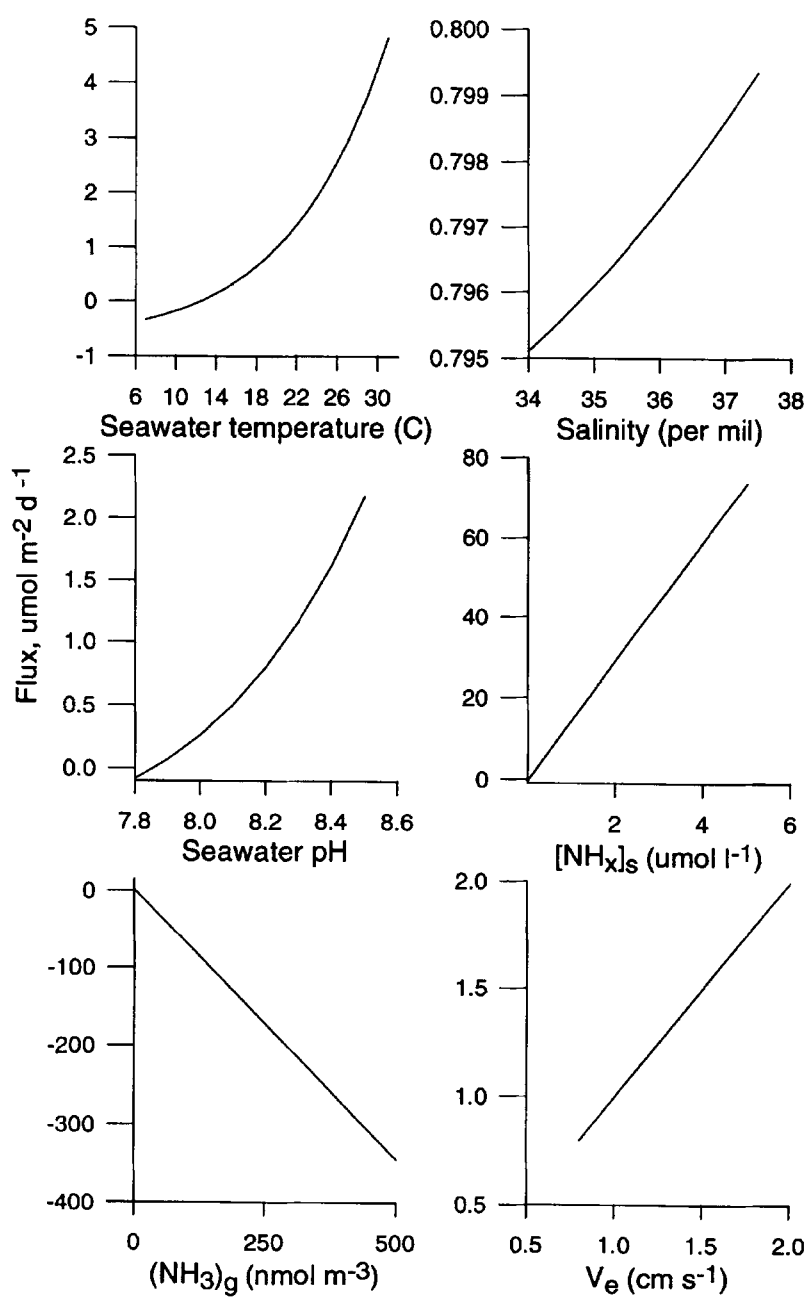 5
4
3
2
1
0
-1
6 10 14 18 22 26 30
Seawater temperature (C)
0.800
0.799
0.798
0.797
0.796
0.795
34 35 36 37 38
Salinity (per mil)
Flux, umol m-2 d -1
2.5
2.0
1.5
1.0
0.5
0.0
7.8 8.0 8.2 8.4 8.6
Seawater pH
80
60
40
20
0
2 4 6
[NHx]s (umol l-1)
0
-100
-200
-300
-400
0 250 500
(NH3)g (nmol m-3)
2.0
1.5
1.0
0.5
0.5 1.0 1.5 2.0
Ve (cm s-1)